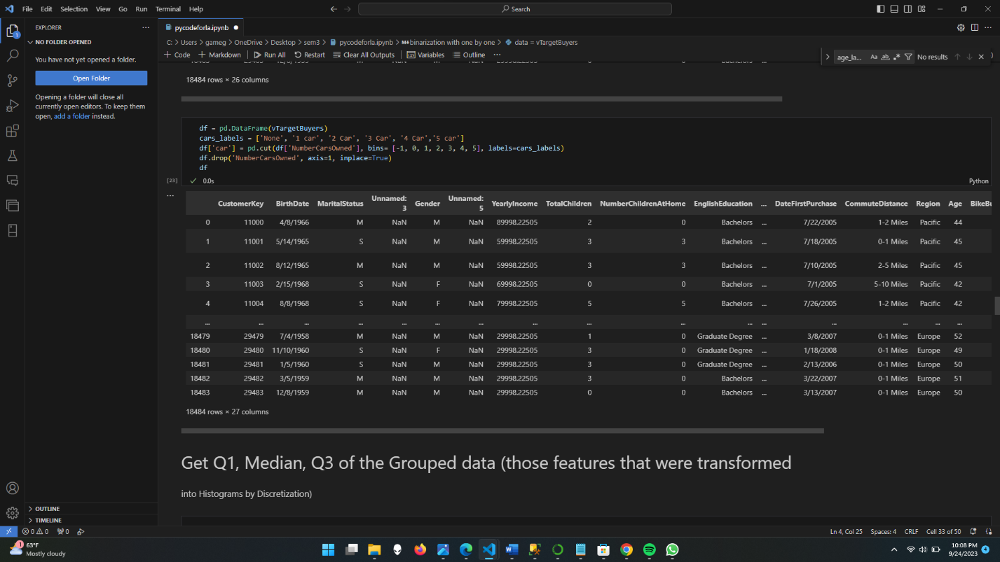 File Edit Selection View Go Run Terminal Help
Search
EXPLORER
NO FOLDER OPENED
You have not yet opened a folder.
Open Folder
Opening a folder will close all
currently open editors. To keep them
open, add a folder instead.
OUTLINE
TIMELINE
pycodeforla.ipynb
C: > Users > gameg > OneDrive > Desktop > sem3 > pycodeforla.ipynb > M↓binarization with one by one > data = vTargetBuyers
+ Code + Markdown Run All Restart Clear All Outputs Variables Outline ...
age_la... Aa ab .* No results
18484 rows × 26 columns
df = pd.DataFrame(vTargetBuyers)
cars_labels = ['None', '1 car', '2 Car', '3 Car', '4 Car','5 car']
df['car'] = pd.cut(df['NumberCarsOwned'], bins= [-1, 0, 1, 2, 3, 4, 5], labels=cars_labels)
df.drop('NumberCarsOwned', axis=1, inplace=True)
df
[23] 0.0s Python
CustomerKey BirthDate MaritalStatus Unnamed: 3 Gender Unnamed: 5 YearlyIncome TotalChildren NumberChildrenAtHome EnglishEducation ... DateFirstPurchase CommuteDistance Region Age BikeBu
0 11000 4/8/1966 M NaN M NaN 89998.22505 2 0 Bachelors ... 7/22/2005 1-2 Miles Pacific 44
1 11001 5/14/1965 S NaN M NaN 59998.22505 3 3 Bachelors ... 7/18/2005 0-1 Miles Pacific 45
2 11002 8/12/1965 M NaN M NaN 59998.22505 3 3 Bachelors ... 7/10/2005 2-5 Miles Pacific 45
3 11003 2/15/1968 S NaN F NaN 69998.22505 0 0 Bachelors ... 7/1/2005 5-10 Miles Pacific 42
4 11004 8/8/1968 S NaN F NaN 79998.22505 5 5 Bachelors ... 7/26/2005 1-2 Miles Pacific 42
... ... ... ... ... ... ... ... ... ... ... ... ... ... ... ...
18479 29479 7/4/1958 M NaN M NaN 29998.22505 1 0 Graduate Degree ... 3/8/2007 0-1 Miles Europe 52
18480 29480 11/10/1960 S NaN F NaN 29998.22505 3 0 Graduate Degree ... 1/18/2008 0-1 Miles Europe 49
18481 29481 1/5/1960 S NaN M NaN 29998.22505 3 0 Graduate Degree ... 2/13/2006 0-1 Miles Europe 50
18482 29482 3/5/1959 M NaN M NaN 29998.22505 3 0 Bachelors ... 3/22/2007 0-1 Miles Europe 51
18483 29483 12/8/1959 M NaN M NaN 29998.22505 0 0 Bachelors ... 3/13/2007 0-1 Miles Europe 50
18484 rows × 27 columns
Get Q1, Median, Q3 of the Grouped data (those features that were transformed
into Histograms by Discretization)
0 0 0 Ln 4, Col 25 Spaces: 4 CRLF Cell 33 of 50
63°F
Mostly cloudy
10:08 PM
9/24/2023